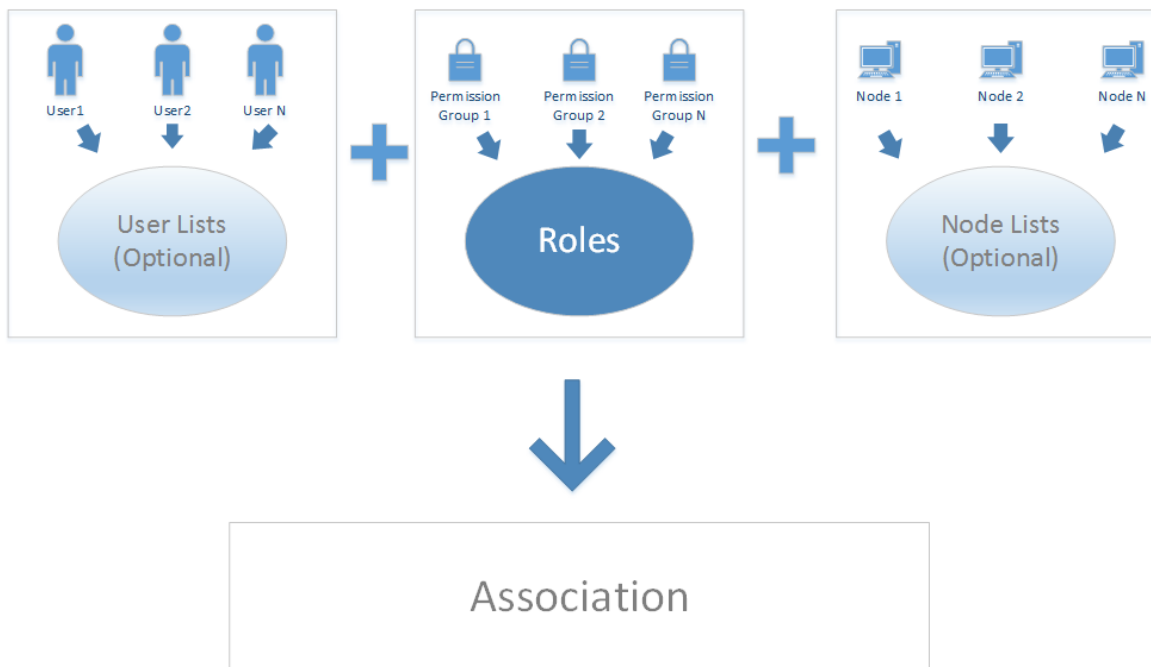 User1
User2
User N
User Lists
(Optional)
Permission
Group 1
Permission
Group 2
Permission
Group N
Roles
Node 1
Node 2
Node N
Node Lists
(Optional)
Association